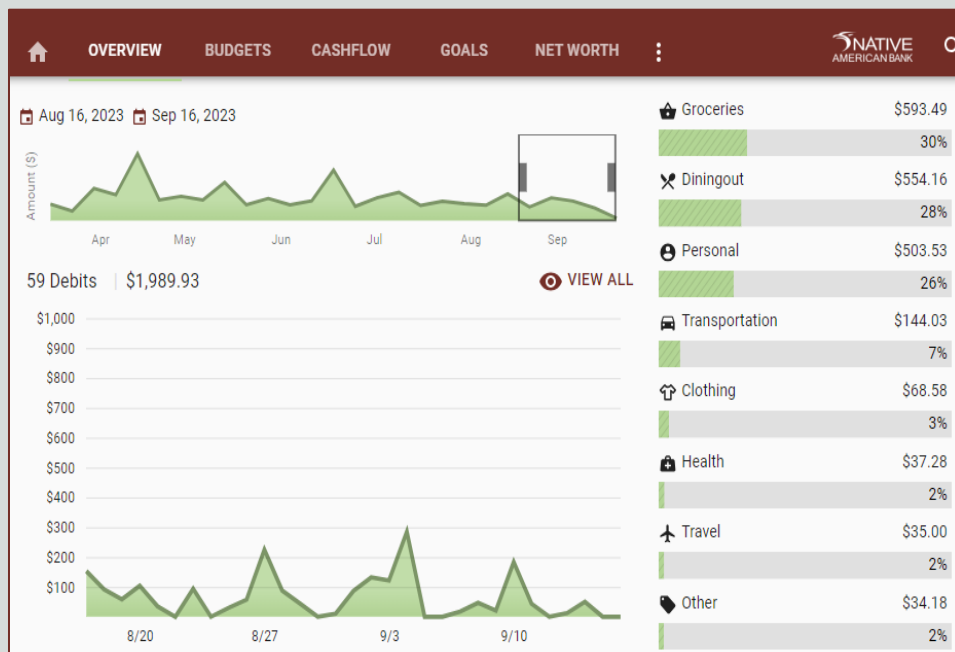 OVERVIEW BUDGETS CASHFLOW GOALS NET WORTH
NATIVE
AMERICAN BANK
Aug 16, 2023 Sep 16, 2023
Amount ($)
Apr May Jun Jul Aug Sep
59 Debits $1,989.93 VIEW ALL
$1,000
$900
$800
$700
$600
$500
$400
$300
$200
$100
8/20 8/27 9/3 9/10
Groceries $593.49
30%
Diningout $554.16
28%
Personal $503.53
26%
Transportation $144.03
7%
Clothing $68.58
3%
Health $37.28
2%
Travel $35.00
2%
Other $34.18
2%